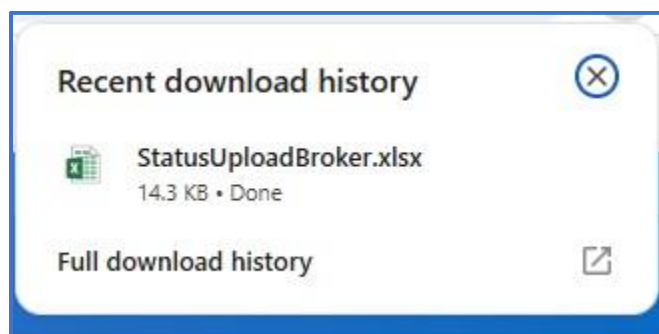 Recent download history
StatusUploadBroker.xlsx
14.3 KB • Done
Full download history